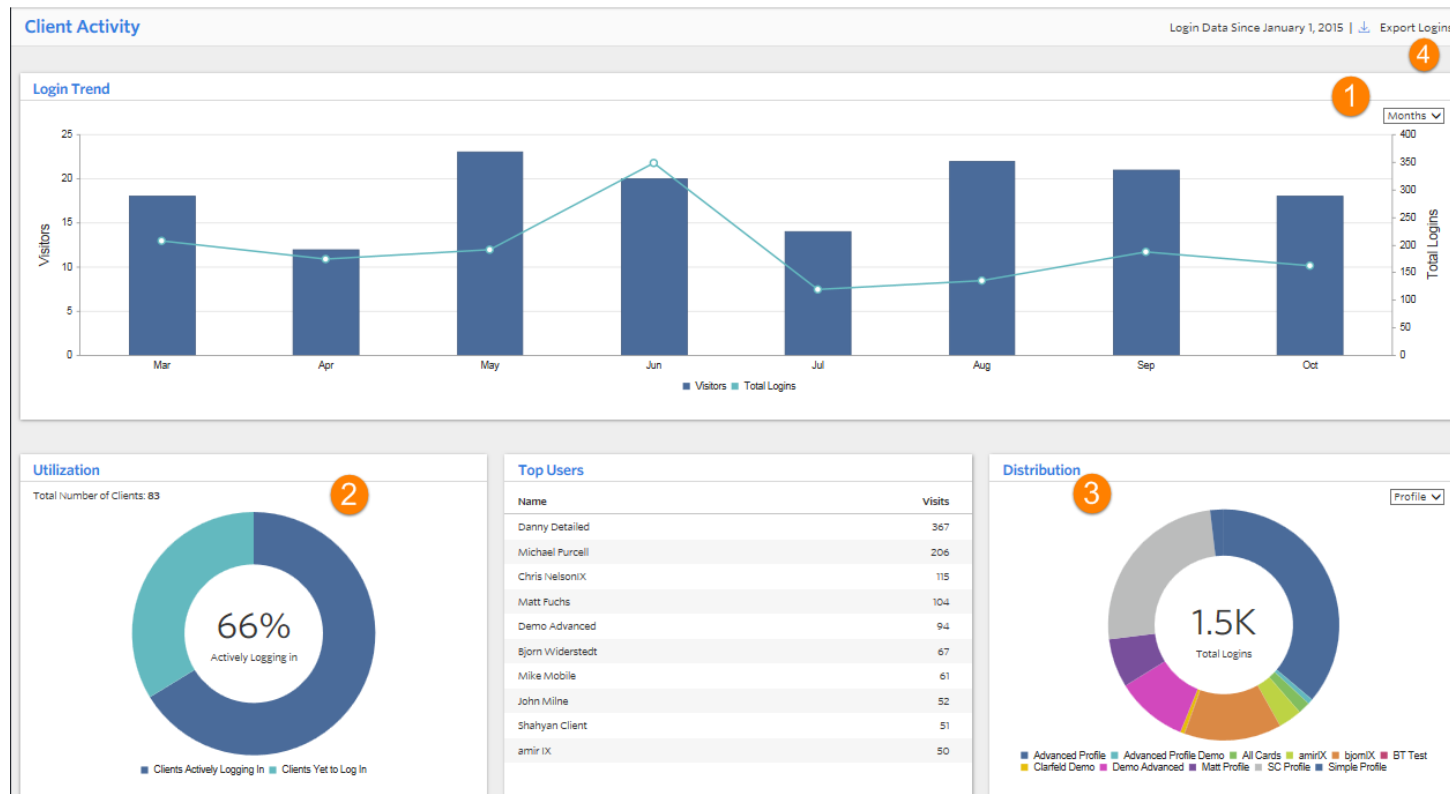 Client Activity
Login Data Since January 1, 2015 | Export Logins
4
Login Trend
1
Months
25
20
15
10
5
0
Visitors
400
350
300
250
200
150
100
50
0
Total Logins
Mar Apr May Jun Jul Aug Sep Oct
Visitors Total Logins
Utilization
Total Number of Clients: 83
2
66%
Actively Logging in
Clients Actively Logging In Clients Yet to Log In
Top Users
Name Visits
Danny Detailed 367
Michael Purcell 206
Chris NelsonIX 115
Matt Fuchs 104
Demo Advanced 94
Bjorn Widerstedt 67
Mike Mobile 61
John Milne 52
Shahyan Client 51
amir IX 50
Distribution
3
Profile
1.5K
Total Logins
Advanced Profile Advanced Profile Demo All Cards amirIX bjornIX BT Test
Clarfeld Demo Demo Advanced Matt Profile SC Profile Simple Profile